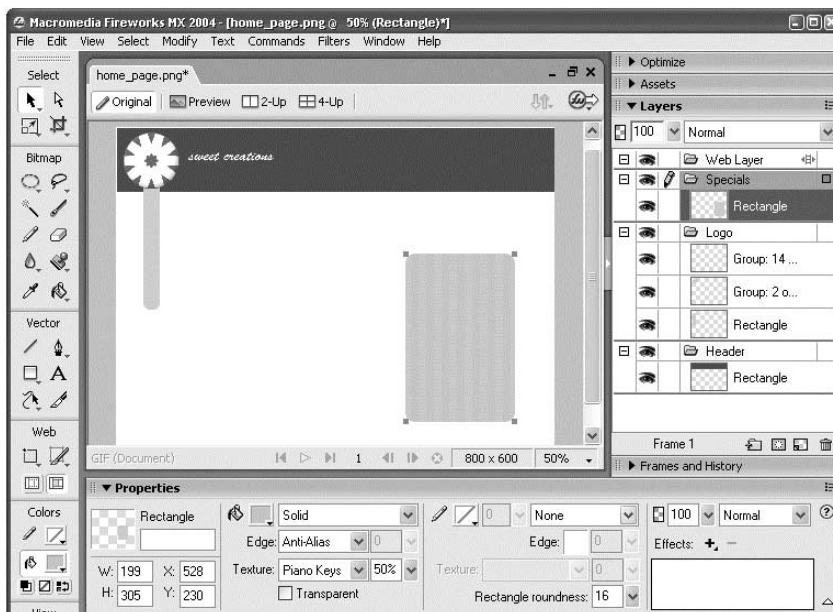 Macromedia Fireworks MX 2004 - [home_page.png @ 50% (Rectangle)*]
File Edit View Select Modify Text Commands Filters Window Help
Select
Bitmap
Vector
Web
Colors
View
home_page.png*
Original Preview 2-Up 4-Up
sweet creations
GIF (Document) 1 800 x 600 50%
Optimize
Assets
Layers
100 Normal
Web Layer
Specials
Rectangle
Logo
Group: 14 ...
Group: 2 o...
Rectangle
Header
Rectangle
Frame 1
Frames and History
Properties
Rectangle Solid 0 None 100 Normal
Edge: Anti-Alias 0 Edge: 0 Effects:
W: 199 X: 528 Texture: Piano Keys 50% Texture: 0
H: 305 Y: 230 Transparent Rectangle roundness: 16